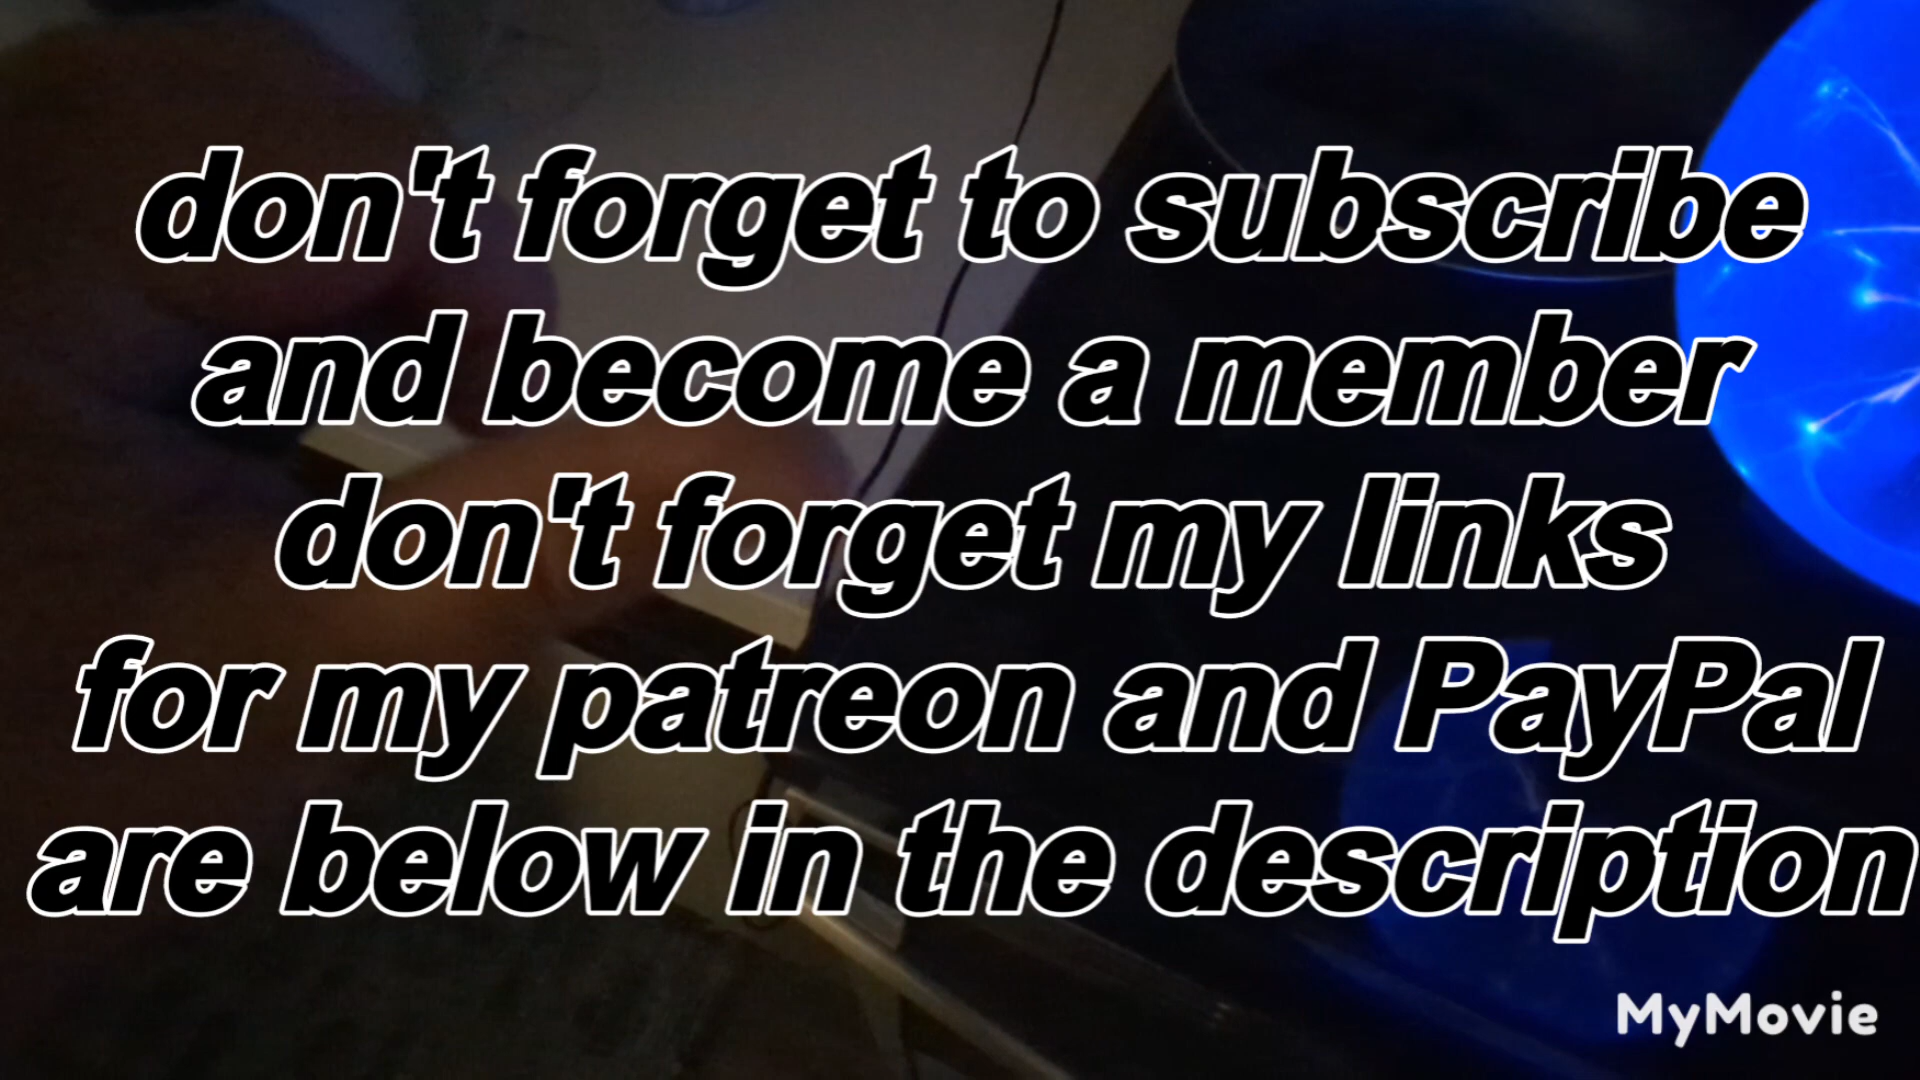 don't forget to subscribe
and become a member
don't forget my links
for my patreon and PayPal
are below in the description
MyMovie